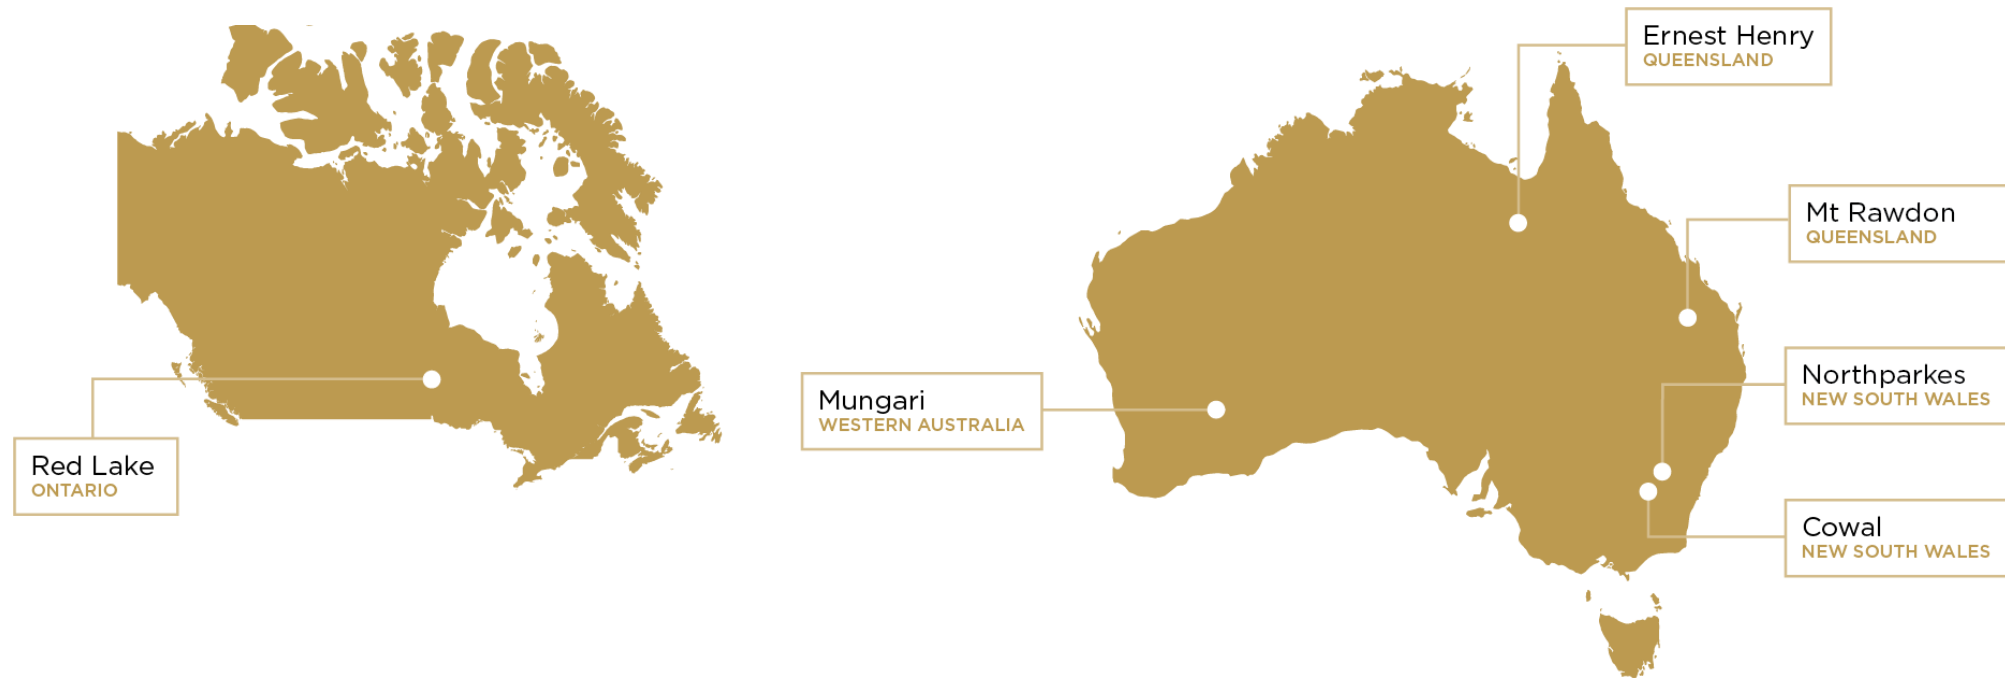 Ernest Henry
QUEENSLAND
Mt Rawdon
QUEENSLAND
Northparkes
NEW SOUTH WALES
Mungari
WESTERN AUSTRALIA
Red Lake
ONTARIO
Cowal
NEW SOUTH WALES